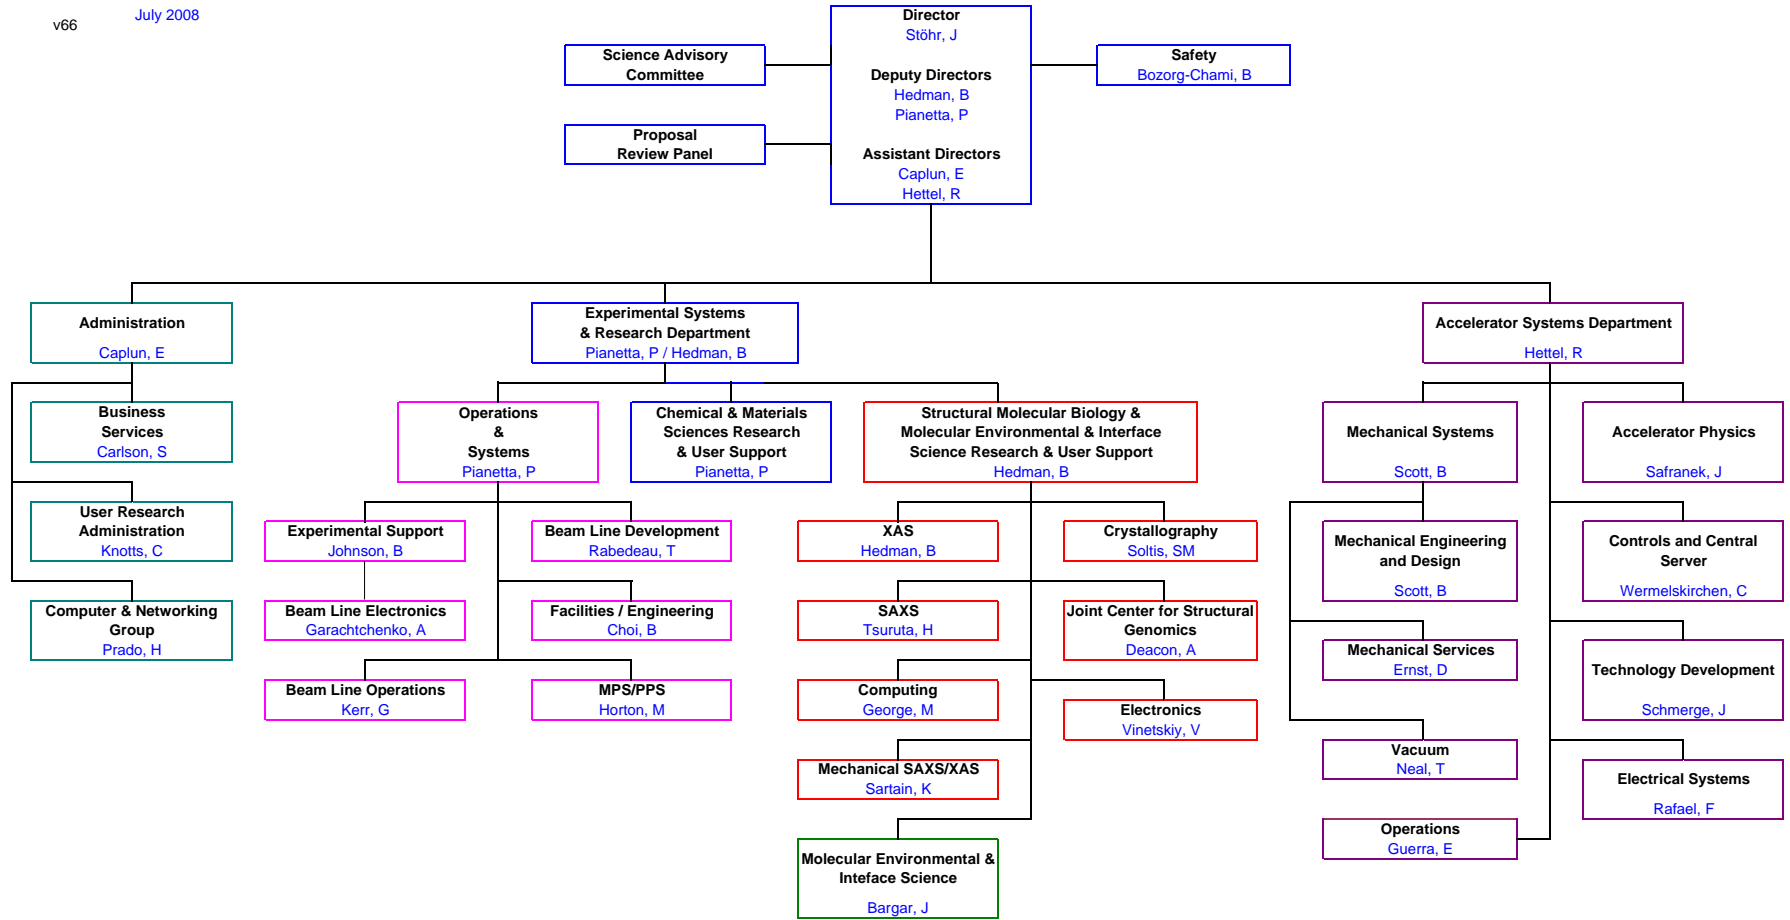 v66
July 2008
Director
Stöhr, J
Deputy Directors
Hedman, B
Pianetta, P
Assistant Directors
Caplun, E
Hettel, R
Science Advisory
Committee
Proposal
Review Panel
Safety
Bozorg-Chami, B
Administration
Caplun, E
Business
Services
Carlson, S
User Research
Administration
Knotts, C
Computer & Networking
Group
Prado, H
Experimental Systems
& Research Department
Pianetta, P / Hedman, B
Operations
&
Systems
Pianetta, P
Experimental Support
Johnson, B
Beam Line Development
Rabedeau, T
Beam Line Electronics
Garachtchenko, A
Facilities / Engineering
Choi, B
Beam Line Operations
Kerr, G
MPS/PPS
Horton, M
Chemical & Materials
Sciences Research
& User Support
Pianetta, P
Structural Molecular Biology &
Molecular Environmental & Interface
Science Research & User Support
Hedman, B
XAS
Hedman, B
Crystallography
Soltis, SM
SAXS
Tsuruta, H
Joint Center for Structural
Genomics
Deacon, A
Computing
George, M
Electronics
Vinetskiy, V
Mechanical SAXS/XAS
Sartain, K
Molecular Environmental &
Inteface Science
Bargar, J
Accelerator Systems Department
Hettel, R
Mechanical Systems
Scott, B
Accelerator Physics
Safranek, J
Mechanical Engineering
and Design
Scott, B
Controls and Central
Server
Wermelskirchen, C
Mechanical Services
Ernst, D
Technology Development
Schmerge, J
Vacuum
Neal, T
Electrical Systems
Rafael, F
Operations
Guerra, E